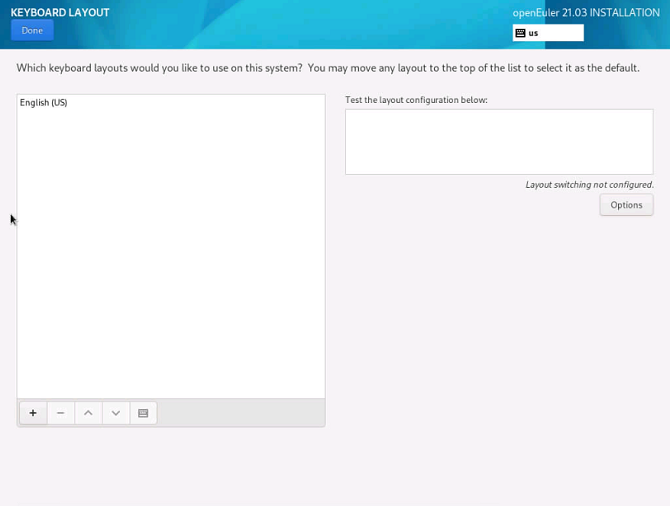 KEYBOARD LAYOUT
openEuler 21.03 INSTALLATION
Done
us
Which keyboard layouts would you like to use on this system? You may move any layout to the top of the list to select it as the default.
English (US)
Test the layout configuration below:
Layout switching not configured.
Options